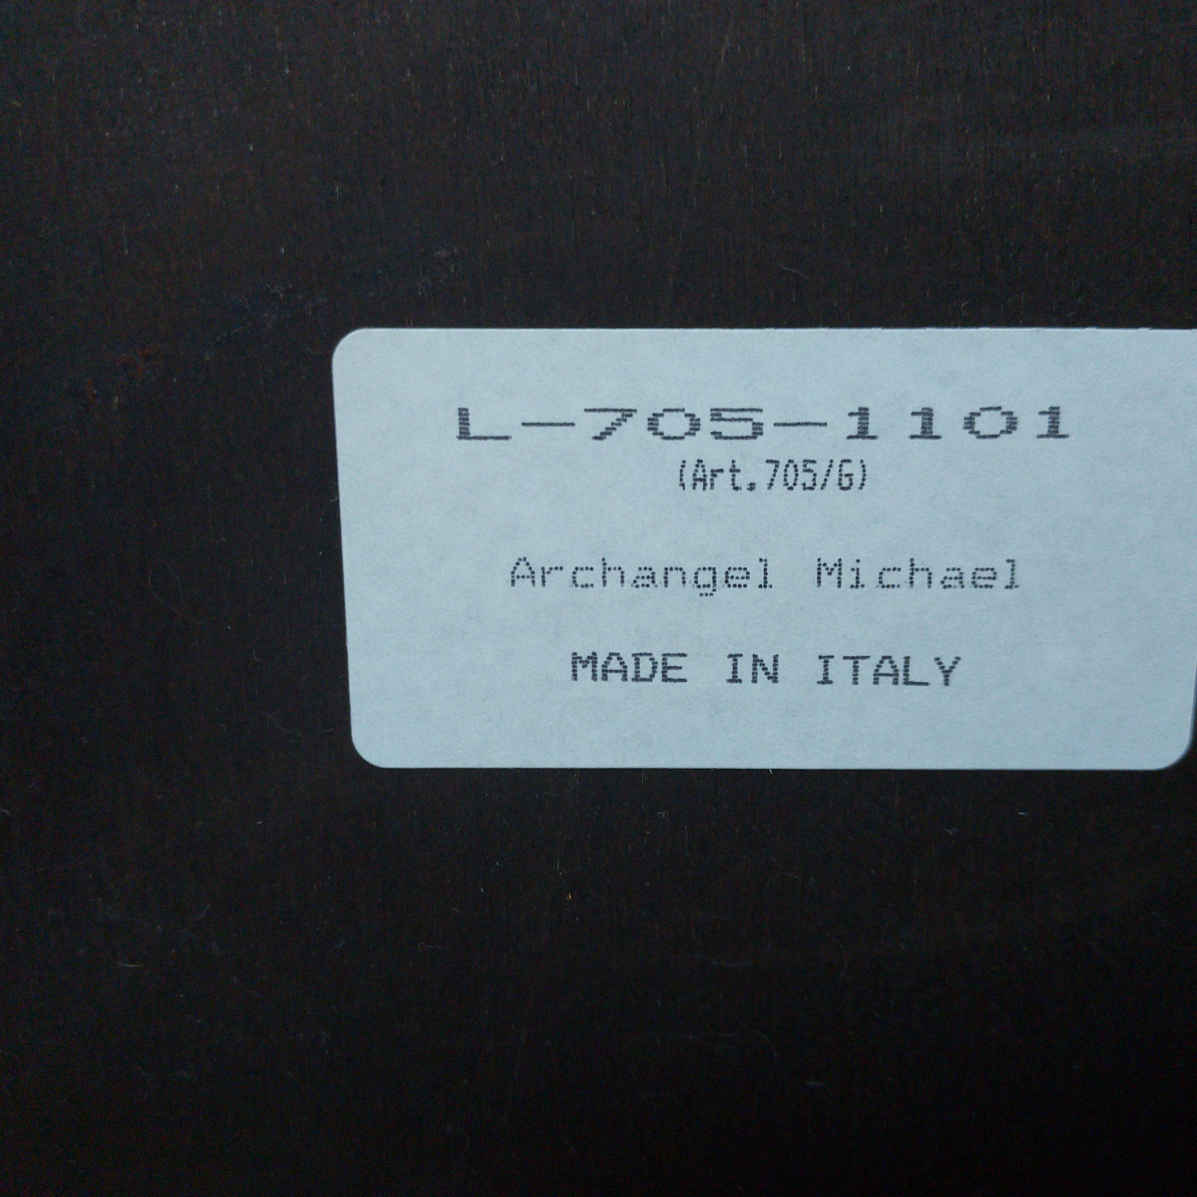 L-705-1101
(Art.705/G)
Archangel Michael
MADE IN ITALY